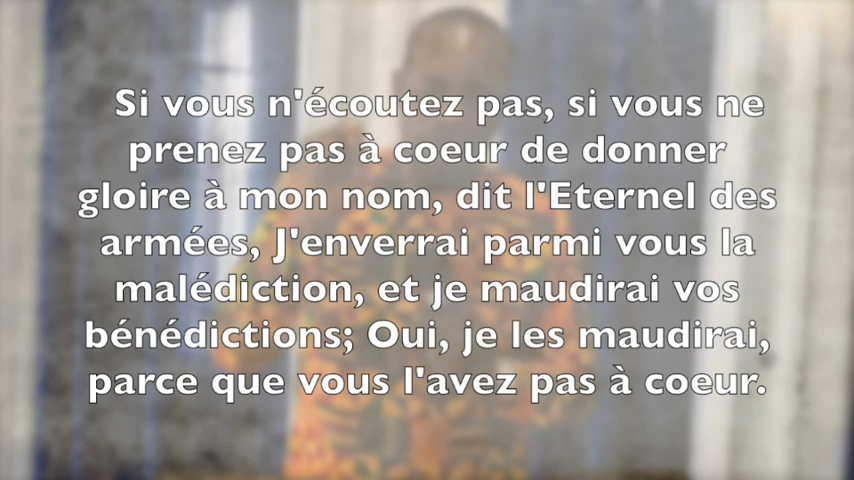 Si vous n'écoutez pas, si vous ne
prenez pas à coeur de donner
gloire à mon nom, dit l'Eternel des
armées, J'enverrai parmi vous la
malédiction, et je maudirai vos
bénédictions; Oui, je les maudirai,
parce que vous l'avez pas à coeur.